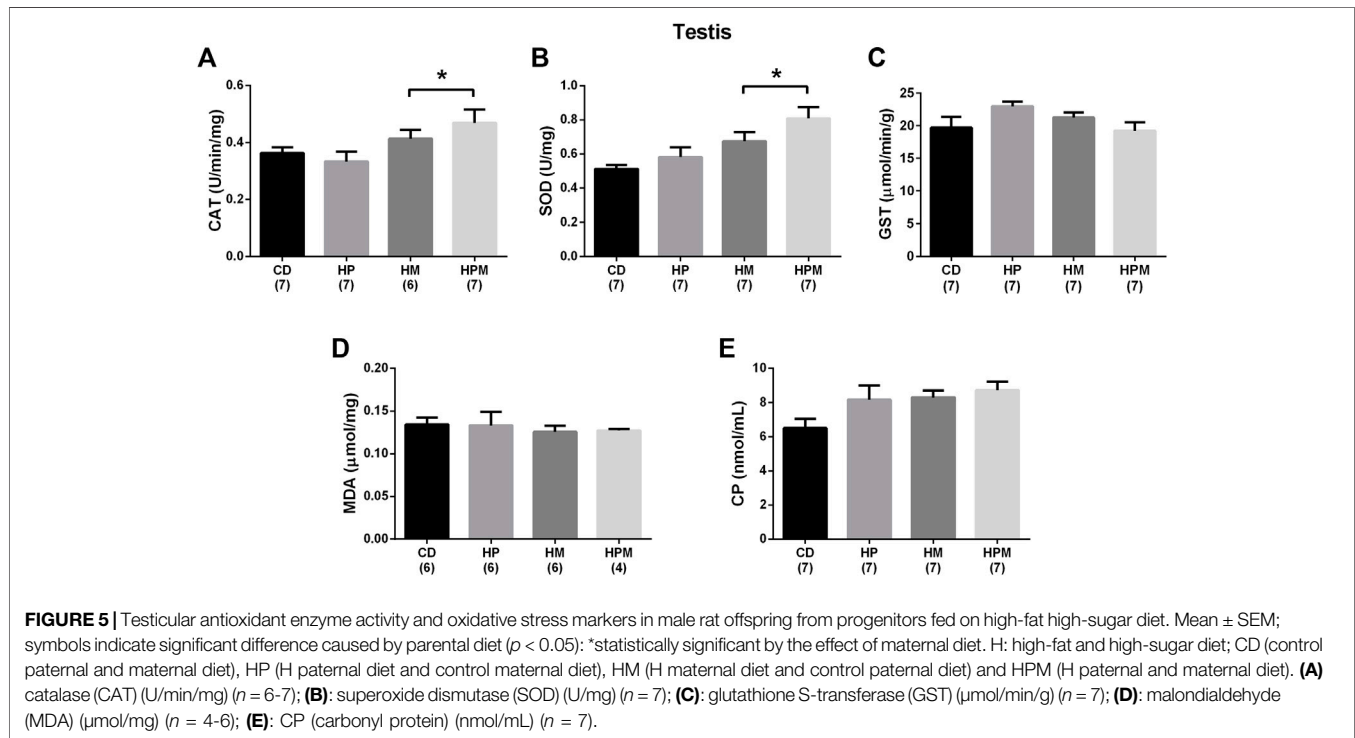 Testis
A
CAT (U/min/mg)
0.6
0.4
0.2
0.0
*
CD HP HM HPM
(7) (7) (6) (7)
B
SOD (U/mg)
1.0
0.8
0.6
0.4
0.2
0.0
*
CD HP HM HPM
(7) (7) (7) (7)
C
GST (μmol/min/g)
25
20
15
10
5
0
CD HP HM HPM
(7) (7) (7) (7)
D
MDA (μmol/mg)
0.20
0.15
0.10
0.05
0.00
CD HP HM HPM
(6) (6) (6) (4)
E
CP (nmol/mL)
10
8
6
4
2
0
CD HP HM HPM
(7) (7) (7) (7)
FIGURE 5 | Testicular antioxidant enzyme activity and oxidative stress markers in male rat offspring from progenitors fed on high-fat high-sugar diet. Mean ± SEM;
symbols indicate significant difference caused by parental diet (p < 0.05): *statistically significant by the effect of maternal diet. H: high-fat and high-sugar diet; CD (control
paternal and maternal diet), HP (H paternal diet and control maternal diet), HM (H maternal diet and control paternal diet) and HPM (H paternal and maternal diet). (A)
catalase (CAT) (U/min/mg) (n = 6-7); (B): superoxide dismutase (SOD) (U/mg) (n = 7); (C): glutathione S-transferase (GST) (μmol/min/g) (n = 7); (D): malondialdehyde
(MDA) (μmol/mg) (n = 4-6); (E): CP (carbonyl protein) (nmol/mL) (n = 7).